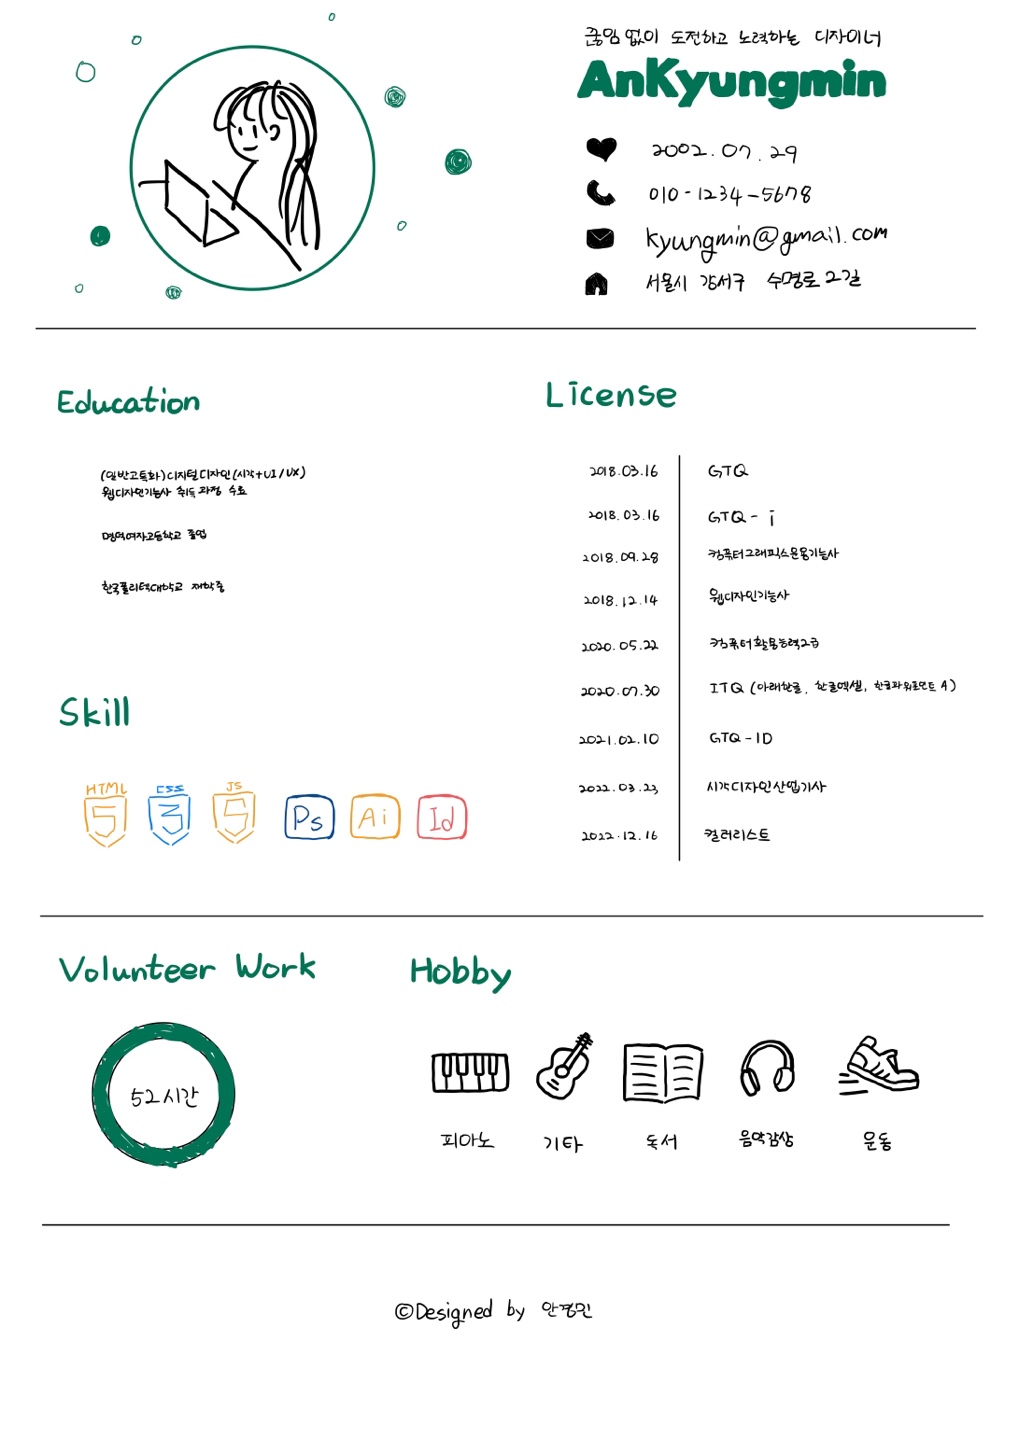 끊임없이 도전하고 노력하는 디자이너
AnKyungmin
2002.07.29
010-1234-5678
kyungmin@gmail.com
서울시 강서구 수명로2길
Education
(일반고특화)디지털디자인(시각+UI/UX)
웹디자인기능사 취득 과정 수료
명덕여자고등학교 졸업
한국폴리텍대학교 재학중
License
2018.03.16 GTQ
2018.03.16 GTQ-i
2018.09.28 컴퓨터그래픽스운용기능사
2018.12.14 웹디자인기능사
2020.05.22 컴퓨터활용능력2급
2020.07.30 ITQ (아래한글, 한글엑셀, 한글파워포인트 A)
2021.02.10 GTQ-ID
2022.03.23 시각디자인산업기사
2022.12.16 컬러리스트
Skill
HTML CSS JS
5 3 5 Ps Ai Id
Volunteer Work
52시간
Hobby
피아노 기타 독서 음악감상 운동
©Designed by 안경민